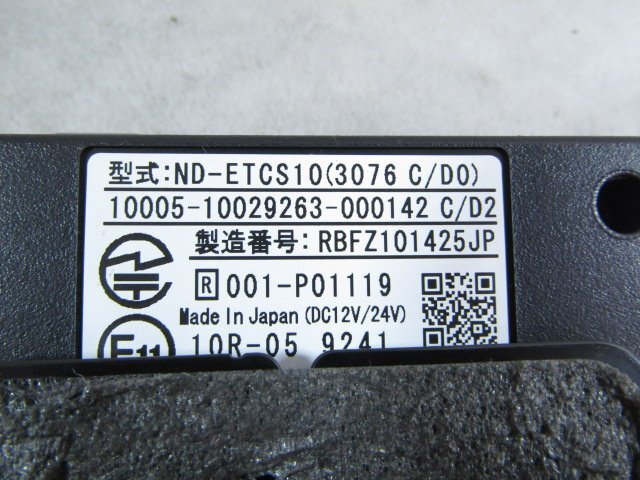 型式:ND-ETCS10(3076 C/D0)
10005-10029263-000142 C/D2
製造番号: RBFZ101425JP
R 001-P01119
Made In Japan (DC12V/24V)
E11 10R-05 9241